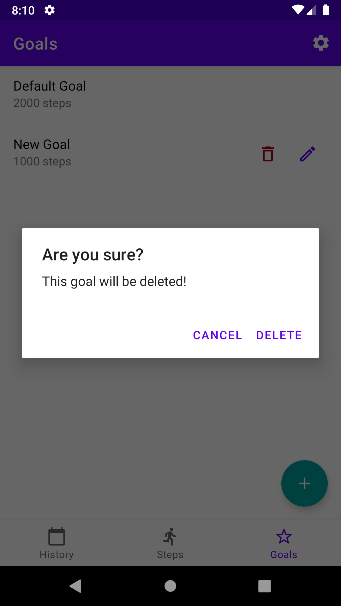 8:10
Goals
Default Goal
2000 steps
New Goal
1000 steps
Are you sure?
This goal will be deleted!
CANCEL DELETE
History Steps Goals